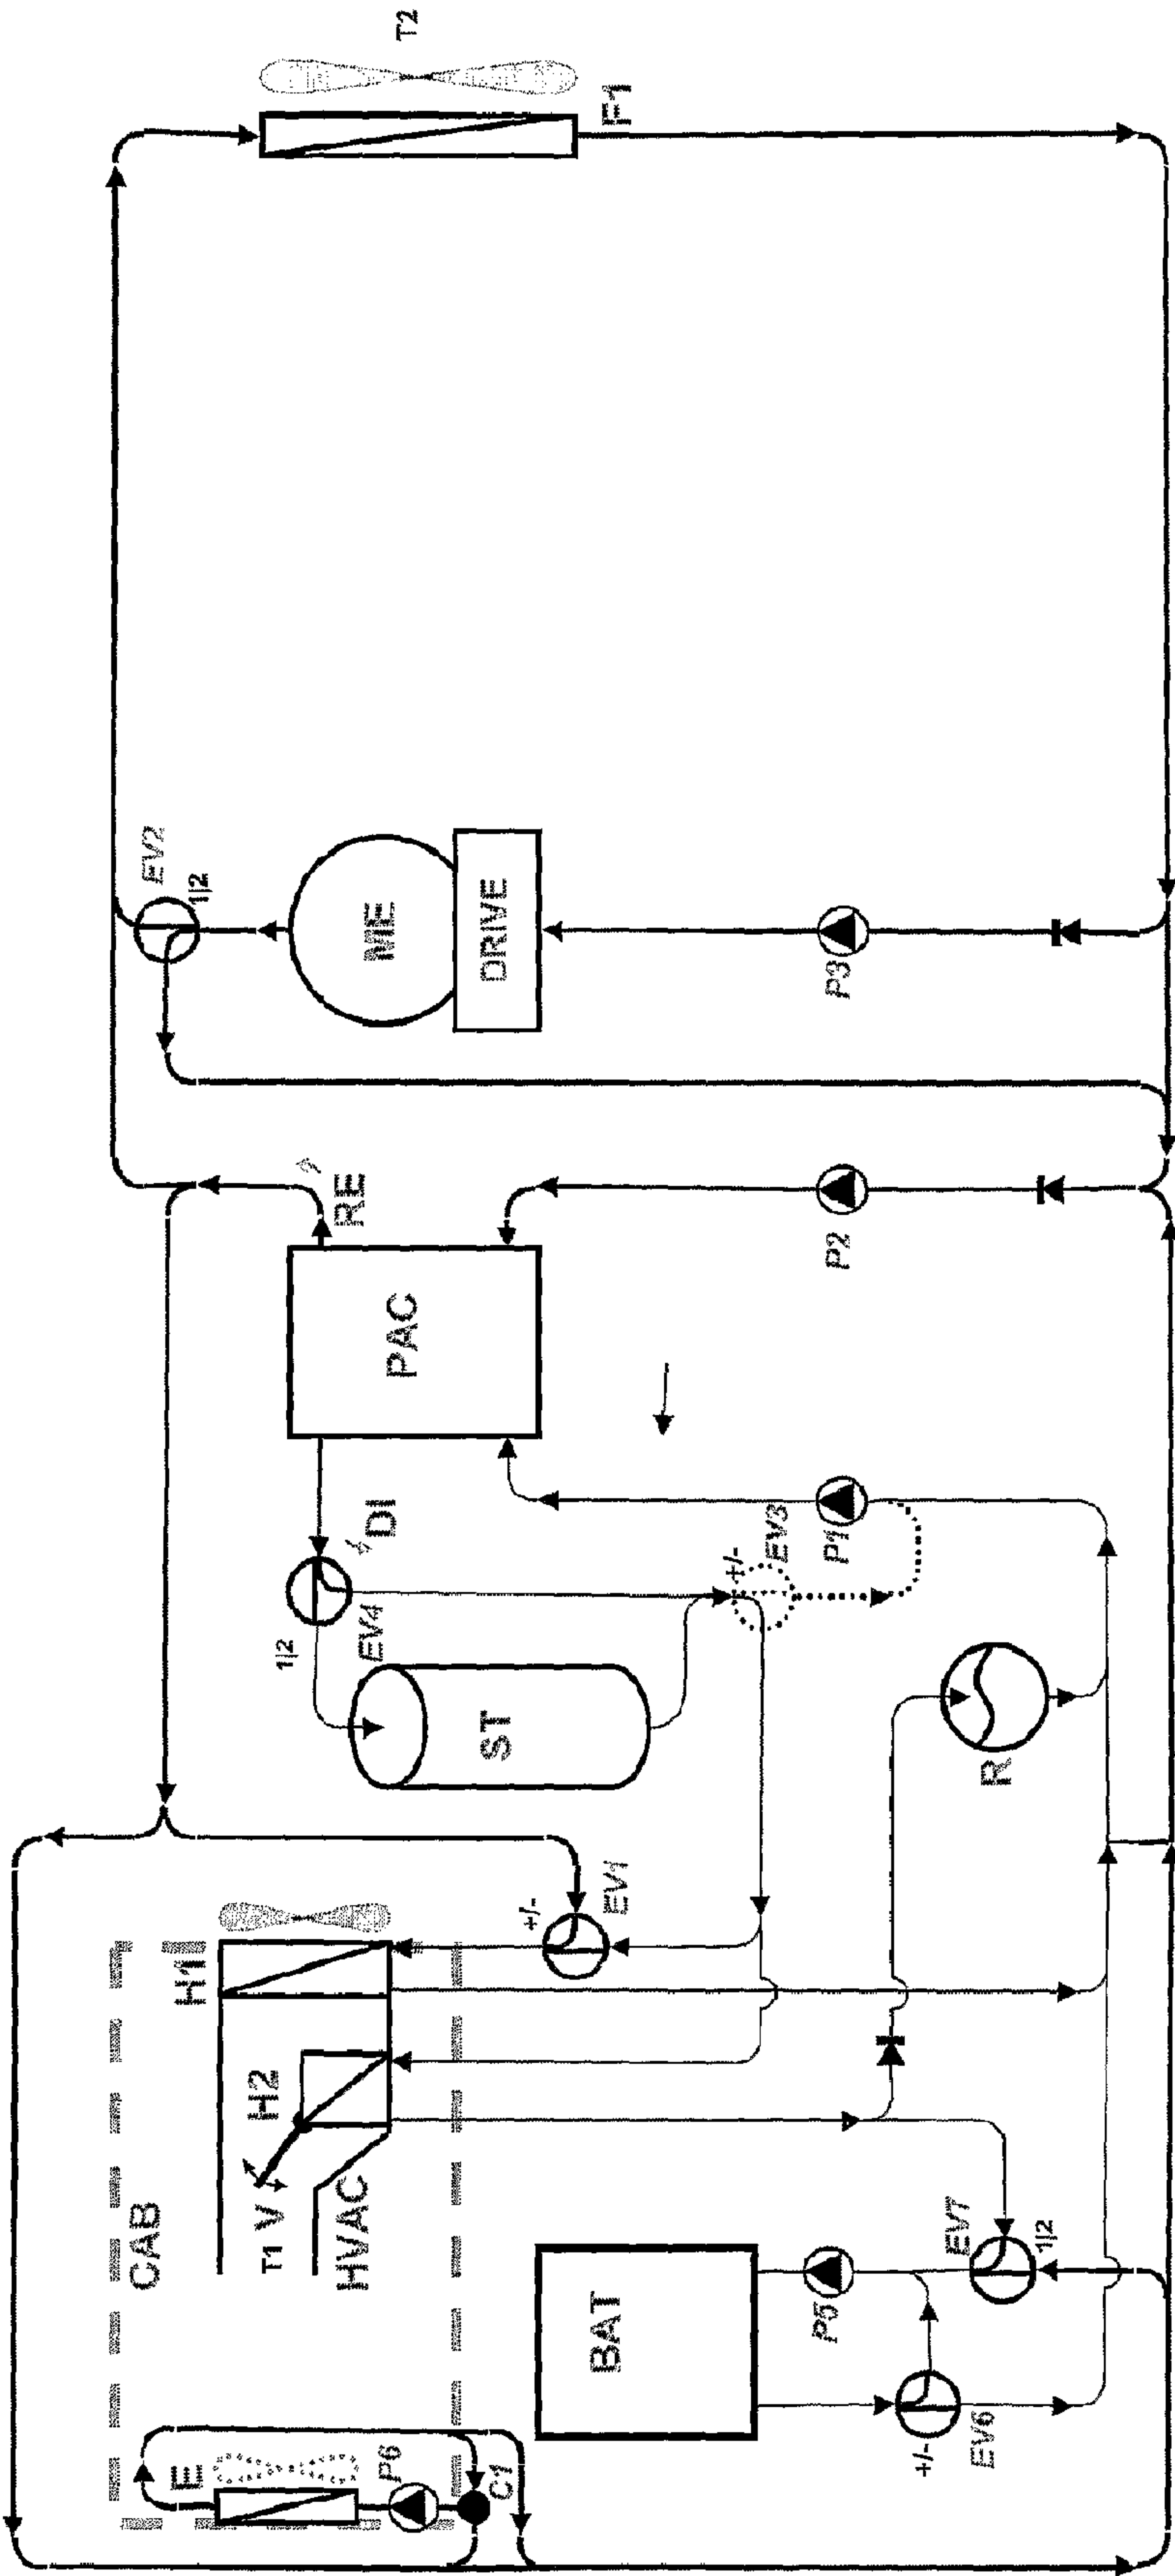 T2
F1
EV2
1|2
ME
DRIVE
P3
RE
PAC
P2
DI
EV4
1|2
ST
EV3
+/-
P1
R
EV1
+/-
H1
H2
CAB
T1 V
HVAC
BAT
P5
EV7
1|2
EV6
+/-
E
P6
C1